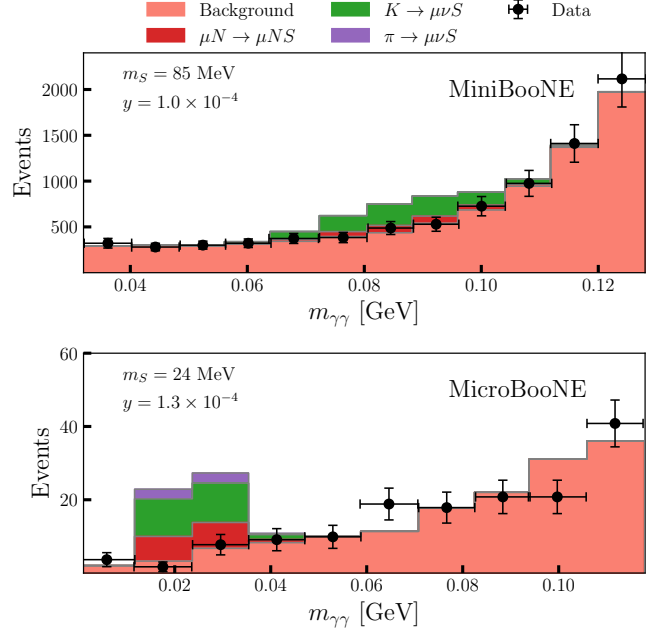 Background K → μνS Data
μN → μNS π → μνS
m_S = 85 MeV
y = 1.0 × 10⁻⁴
MiniBooNE
Events
2000
1500
1000
500
0.04 0.06 0.08 0.10 0.12
m_γγ [GeV]
m_S = 24 MeV
y = 1.3 × 10⁻⁴
MicroBooNE
Events
60
40
20
0.02 0.04 0.06 0.08 0.10
m_γγ [GeV]